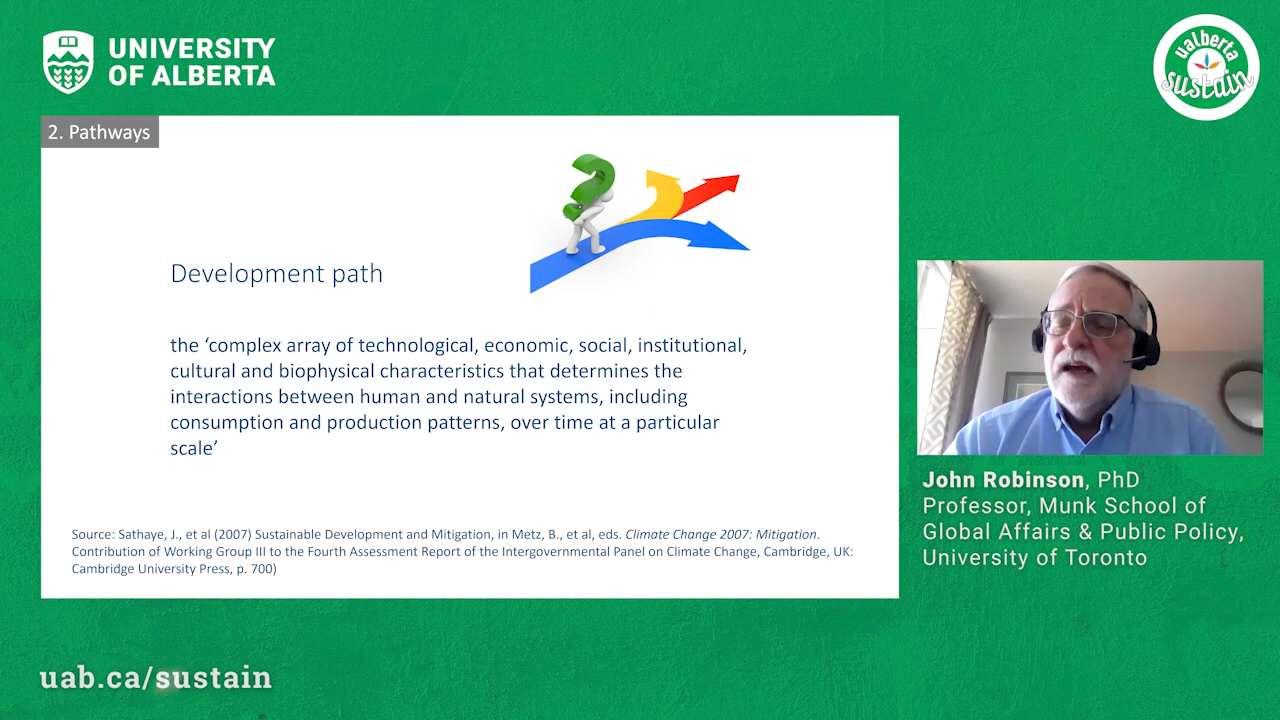 UNIVERSITY
OF ALBERTA
ualberta
sustain
2. Pathways
Development path
the ‘complex array of technological, economic, social, institutional,
cultural and biophysical characteristics that determines the
interactions between human and natural systems, including
consumption and production patterns, over time at a particular
scale’
Source: Sathaye, J., et al (2007) Sustainable Development and Mitigation, in Metz, B., et al, eds. Climate Change 2007: Mitigation.
Contribution of Working Group III to the Fourth Assessment Report of the Intergovernmental Panel on Climate Change, Cambridge, UK:
Cambridge University Press, p. 700)
John Robinson, PhD
Professor, Munk School of
Global Affairs & Public Policy,
University of Toronto
uab.ca/sustain